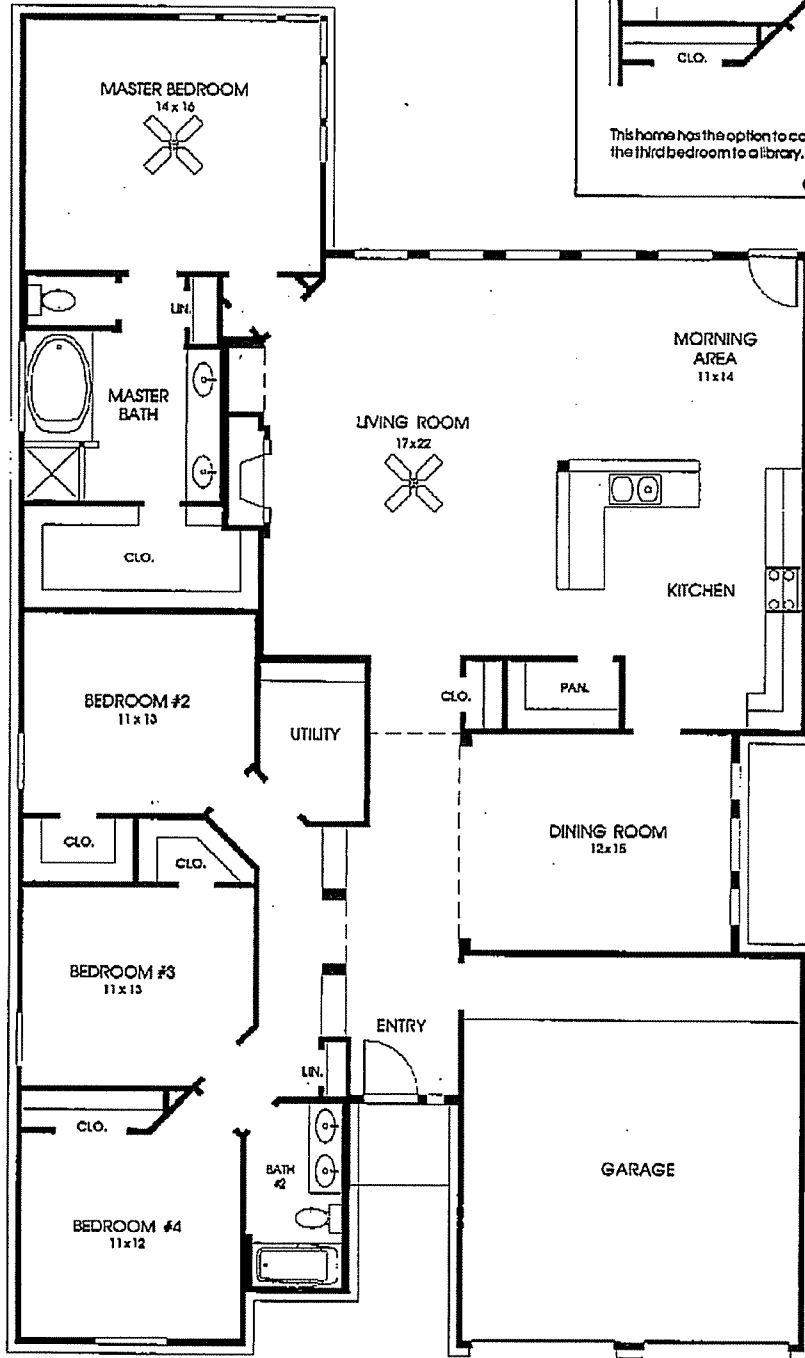 CLO.
This home has the option to co
the third bedroom to a library.
MASTER BEDROOM
14 x 16
LIN.
MASTER
BATH
MORNING
AREA
11x14
LIVING ROOM
17x22
CLO.
KITCHEN
BEDROOM #2
11 x 13
UTILITY
CLO.
PAN.
DINING ROOM
12x15
CLO.
CLO.
BEDROOM #3
11 x 13
ENTRY
LIN.
CLO.
BATH
#2
GARAGE
BEDROOM #4
11x12